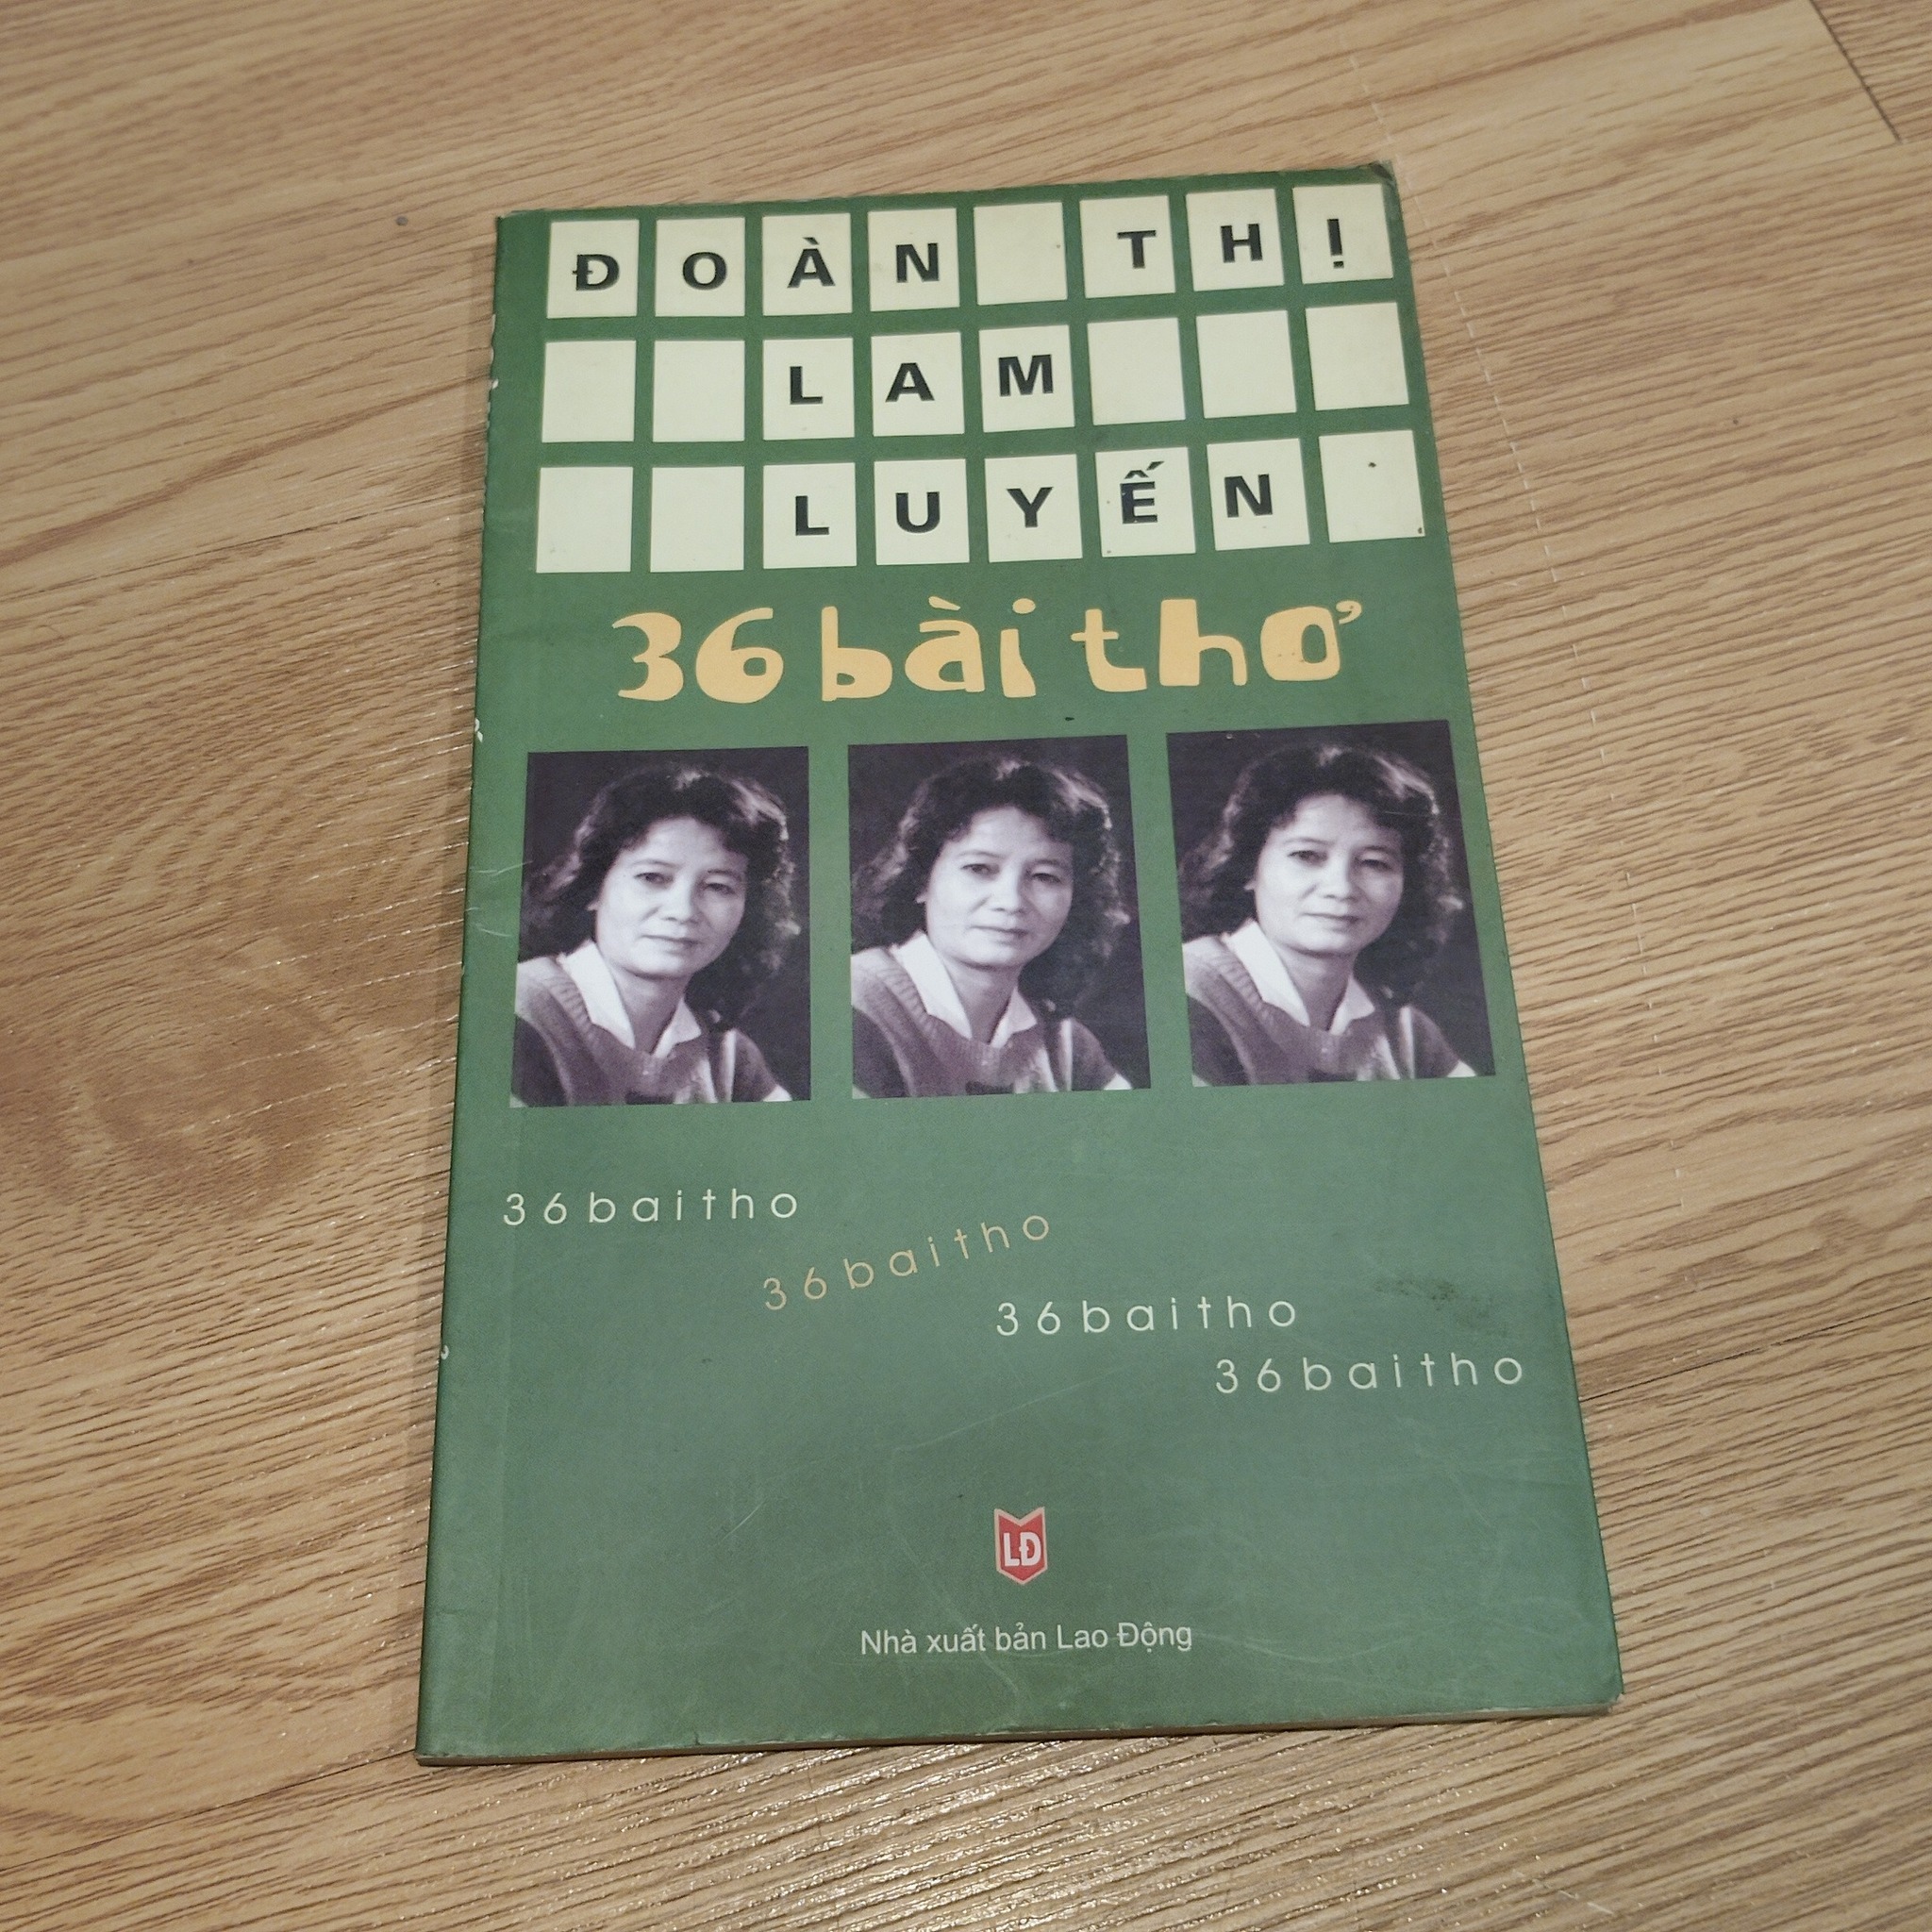 ĐOÀN THỊ
LAM
LUYẾN
36 bài thơ
36baitho
36baitho
36baitho
36baitho
LĐ
Nhà xuất bản Lao Động